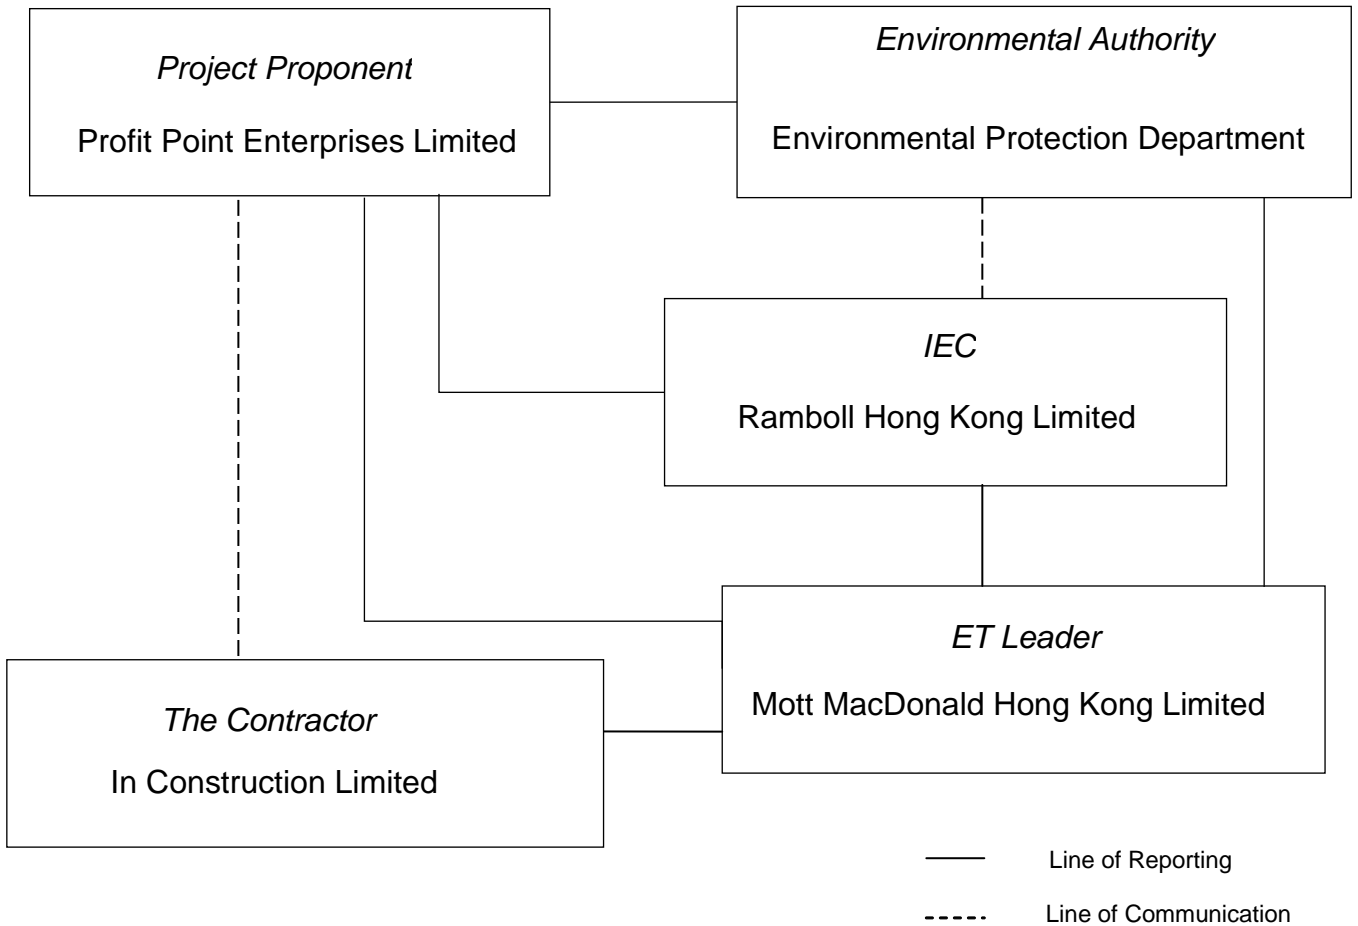 Project Proponent
Profit Point Enterprises Limited
Environmental Authority
Environmental Protection Department
IEC
Ramboll Hong Kong Limited
ET Leader
Mott MacDonald Hong Kong Limited
The Contractor
In Construction Limited
Line of Reporting
Line of Communication